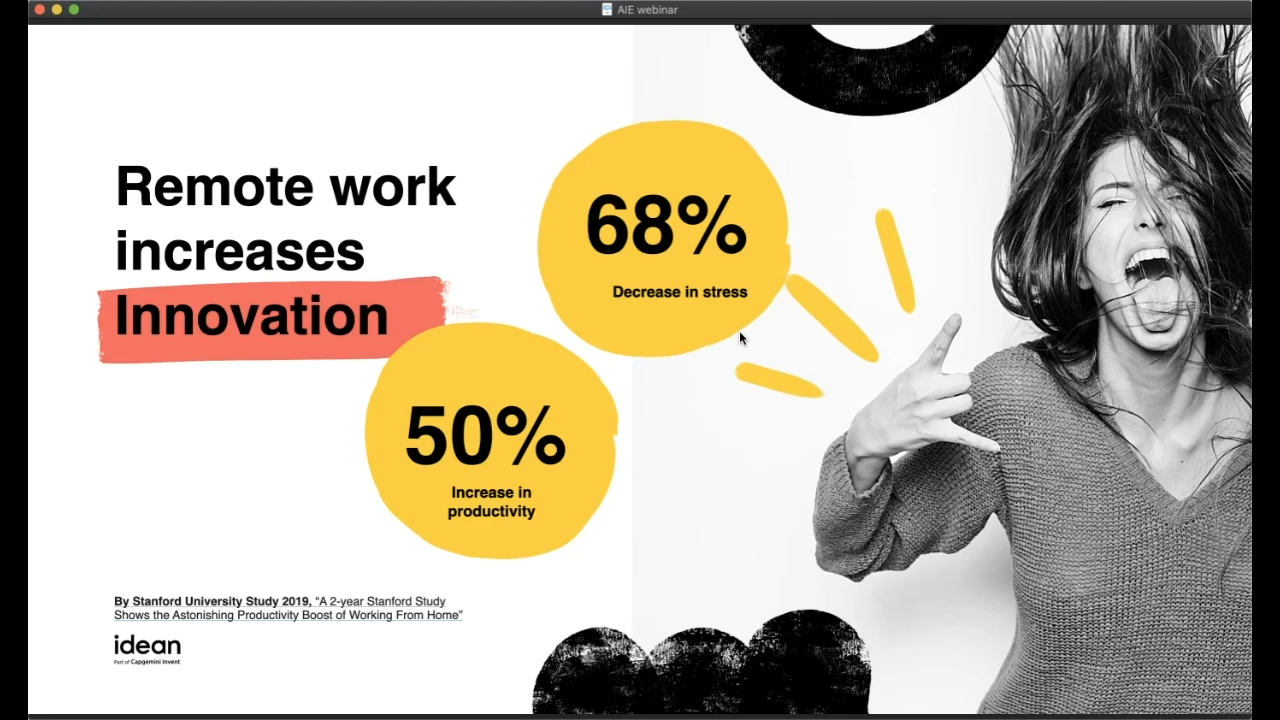 AIE webinar
Remote work
increases
Innovation
68%
Decrease in stress
50%
Increase in
productivity
By Stanford University Study 2019, “A 2-year Stanford Study
Shows the Astonishing Productivity Boost of Working From Home”
idean
Part of Capgemini Invent